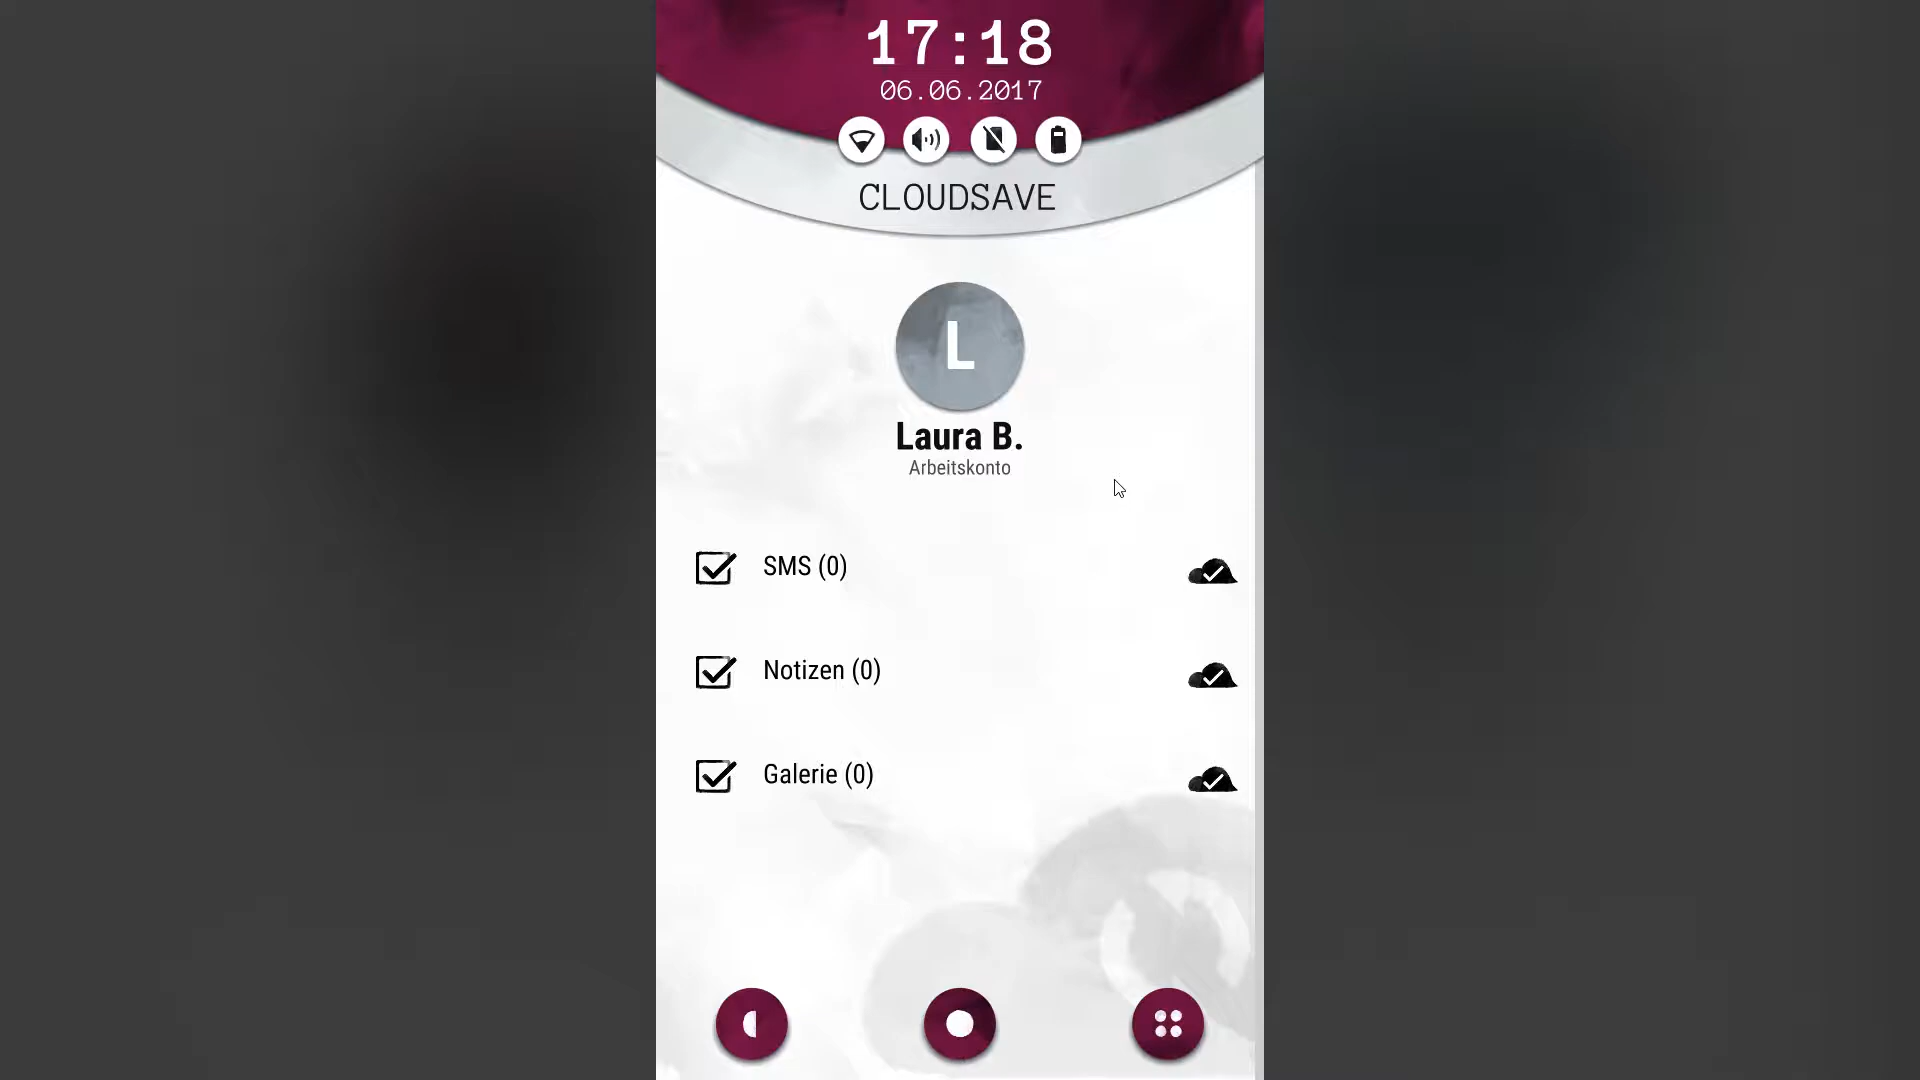 17:18
06.06.2017
CLOUDSAVE
L
Laura B.
Arbeitskonto
SMS (0)
Notizen (0)
Galerie (0)